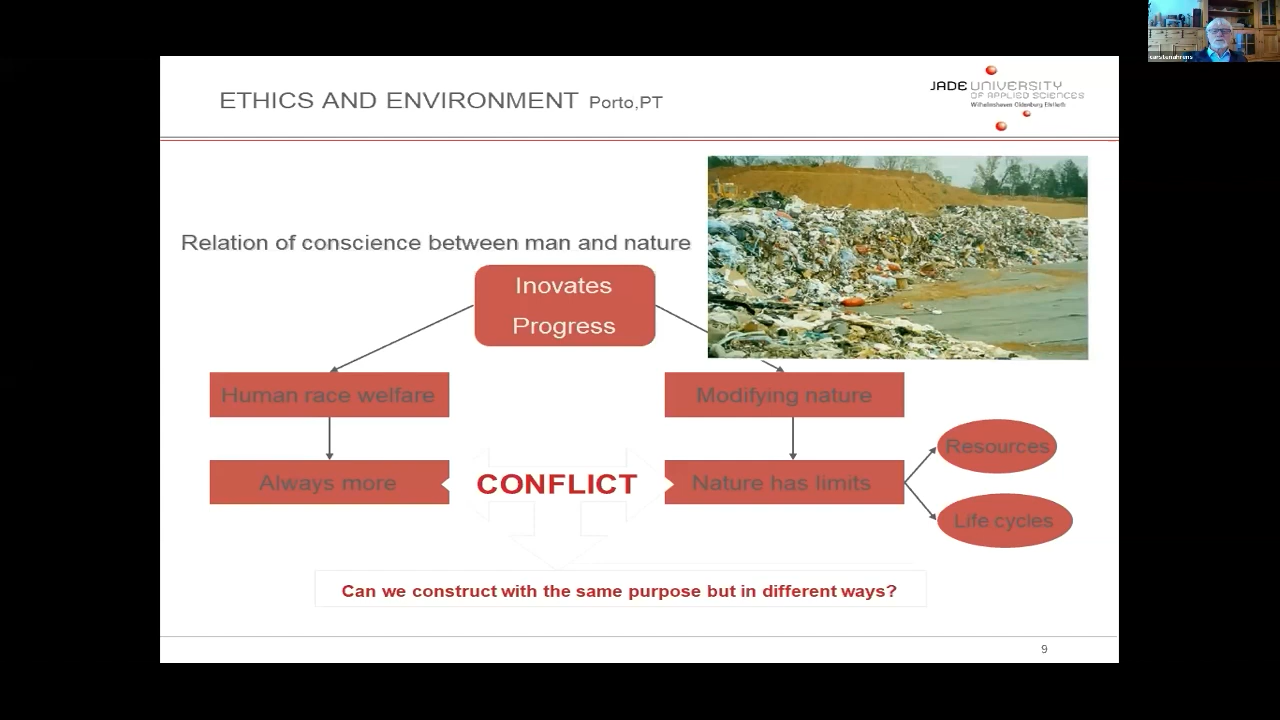 carstenahrens
ETHICS AND ENVIRONMENT Porto,PT
JADE UNIVERSITY
OF APPLIED SCIENCES
Wilhelmshaven Oldenburg Elsfleth
Relation of conscience between man and nature
Inovates
Progress
Human race welfare
Modifying nature
Always more
CONFLICT
Nature has limits
Resources
Life cycles
Can we construct with the same purpose but in different ways?
9